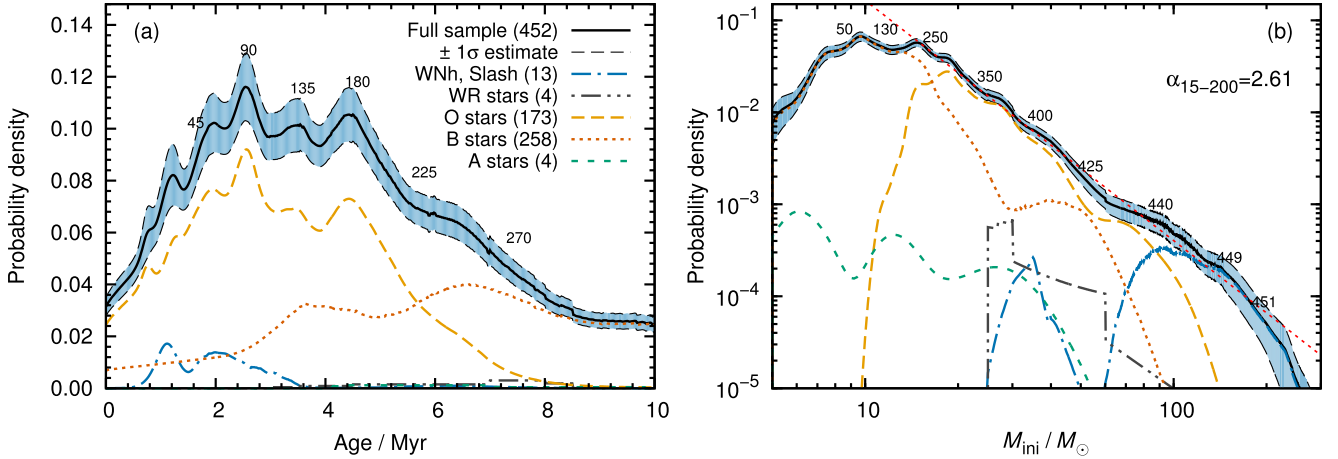 (a)
Full sample (452)
± 1σ estimate
WNh, Slash (13)
WR stars (4)
O stars (173)
B stars (258)
A stars (4)
45
90
135
180
225
270
0.14
0.12
0.10
0.08
0.06
0.04
0.02
0.00
Probability density
0 2 4 6 8 10
Age / Myr
(b)
α15−200=2.61
50
130
250
350
400
425
440
449
451
10−1
10−2
10−3
10−4
10−5
Probability density
10 100
Mini / M⊙